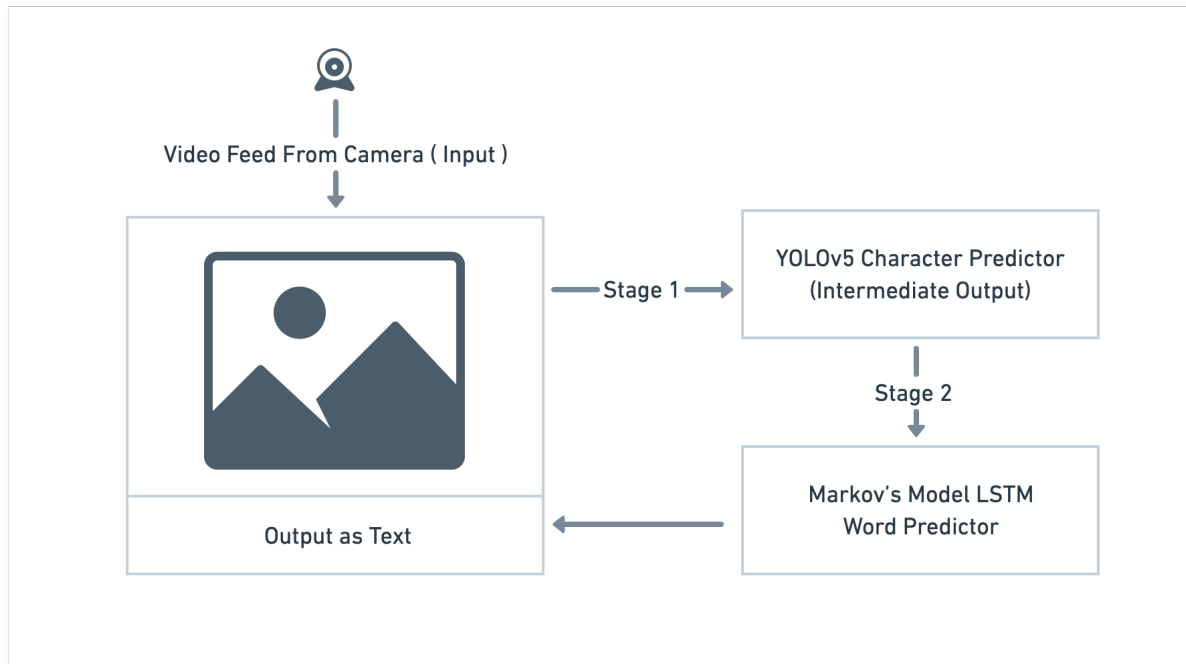 Video Feed From Camera ( Input )
Stage 1
YOLOv5 Character Predictor
(Intermediate Output)
Stage 2
Markov’s Model LSTM
Word Predictor
Output as Text